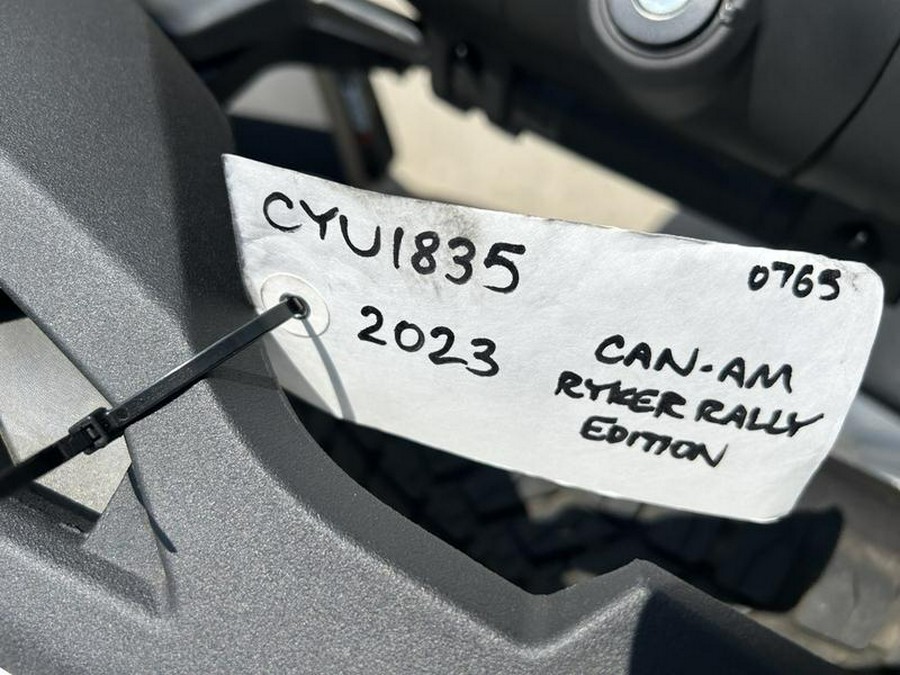 CYU1835
0765
2023
CAN-AM
RYKER RALLY
EDITION